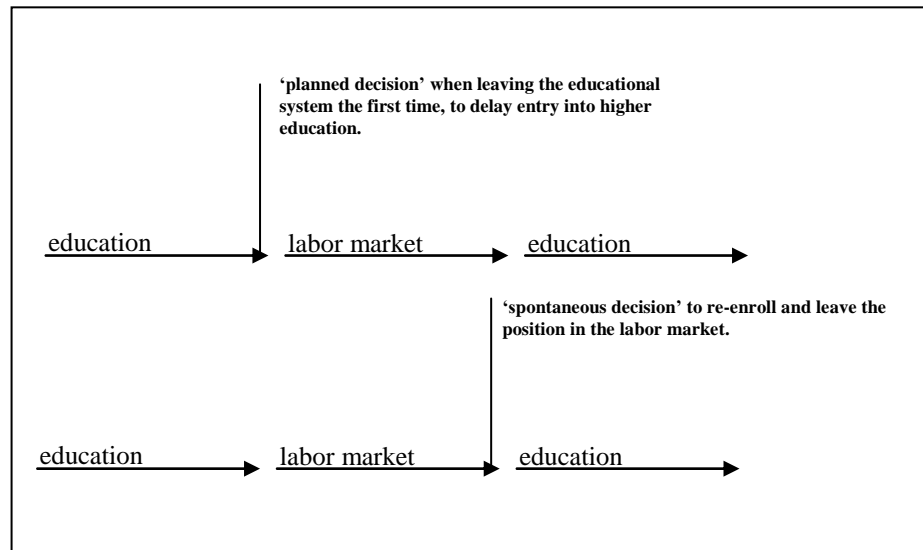 ‘planned decision’ when leaving the educational
system the first time, to delay entry into higher
education.
education
labor market
education
‘spontaneous decision’ to re-enroll and leave the
position in the labor market.
education
labor market
education